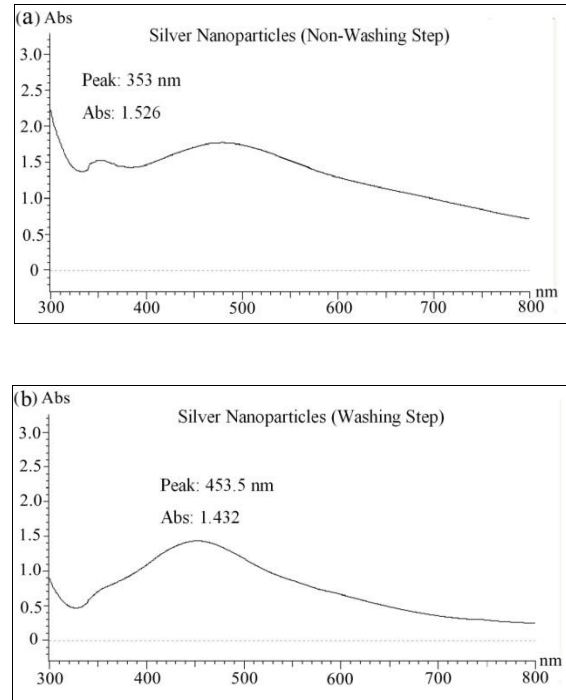 (a) Abs
Silver Nanoparticles (Non-Washing Step)
3.0
Peak: 353 nm
2.5
Abs: 1.526
2.0
1.5
1.0
0.5
0
nm
300 400 500 600 700 800
(b) Abs
Silver Nanoparticles (Washing Step)
3.0
2.5
Peak: 453.5 nm
2.0
Abs: 1.432
1.5
1.0
0.5
0
nm
300 400 500 600 700 800